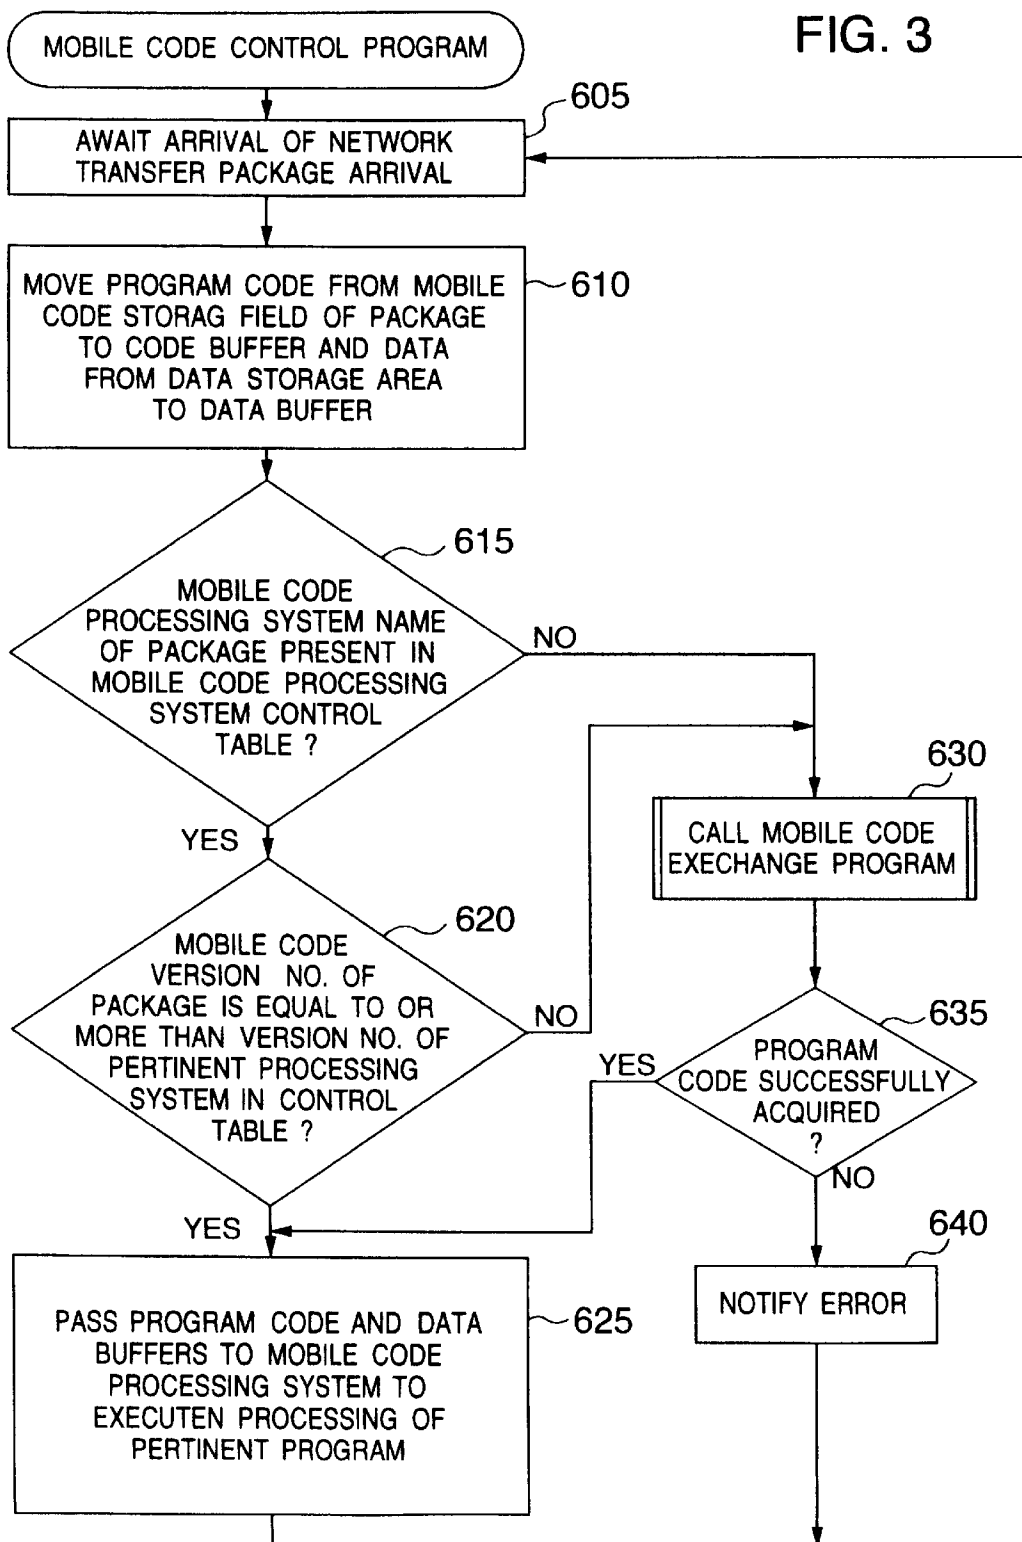 FIG. 3
MOBILE CODE CONTROL PROGRAM
605
AWAIT ARRIVAL OF NETWORK
TRANSFER PACKAGE ARRIVAL
610
MOVE PROGRAM CODE FROM MOBILE
CODE STORAG FIELD OF PACKAGE
TO CODE BUFFER AND DATA
FROM DATA STORAGE AREA
TO DATA BUFFER
615
MOBILE CODE
PROCESSING SYSTEM NAME
OF PACKAGE PRESENT IN
MOBILE CODE PROCESSING
SYSTEM CONTROL
TABLE ?
NO
YES
620
MOBILE CODE
VERSION NO. OF
PACKAGE IS EQUAL TO OR
MORE THAN VERSION NO. OF
PERTINENT PROCESSING
SYSTEM IN CONTROL
TABLE ?
NO
YES
630
CALL MOBILE CODE
EXECHANGE PROGRAM
635
PROGRAM
CODE SUCCESSFULLY
ACQUIRED
?
YES
NO
640
NOTIFY ERROR
625
PASS PROGRAM CODE AND DATA
BUFFERS TO MOBILE CODE
PROCESSING SYSTEM TO
EXECUTEN PROCESSING OF
PERTINENT PROGRAM